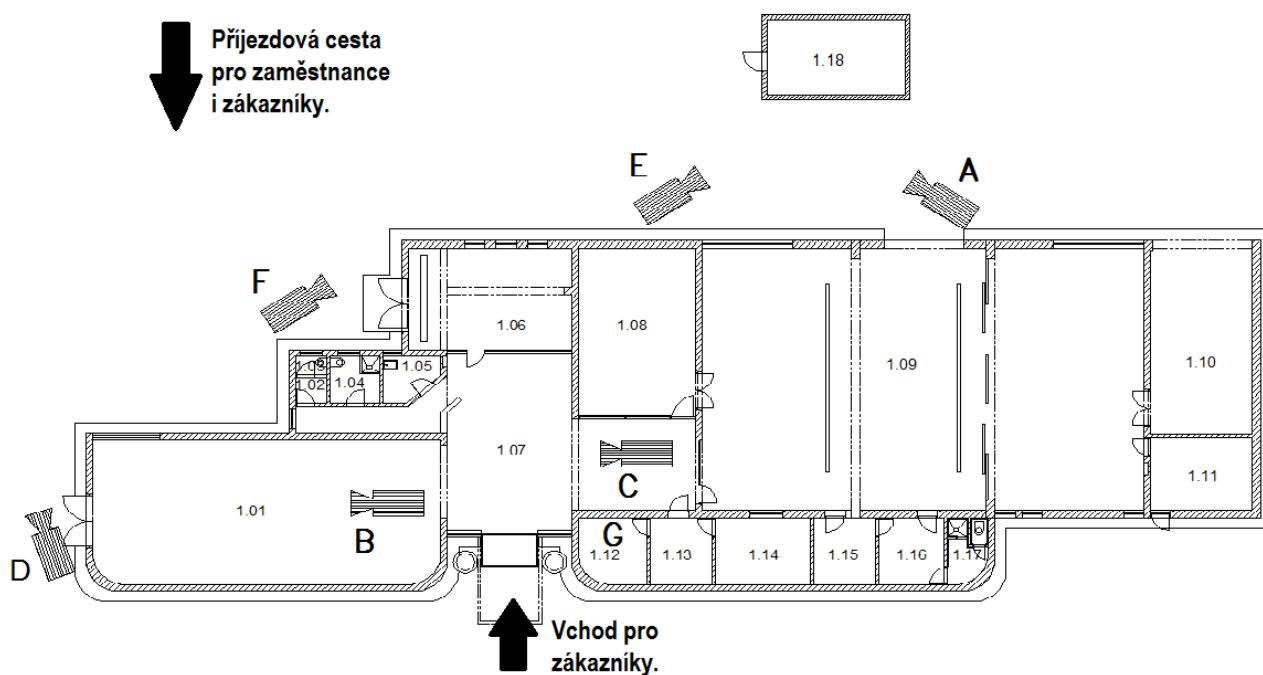 Příjezdová cesta
pro zaměstnance
i zákazníky.
1.18
E
A
F
1.06
1.08
1.09
1.10
1.03
1.02
1.04
1.05
1.07
1.11
1.01
B
C
D
G
1.12
1.13
1.14
1.15
1.16
1.17
Vchod pro
zákazníky.